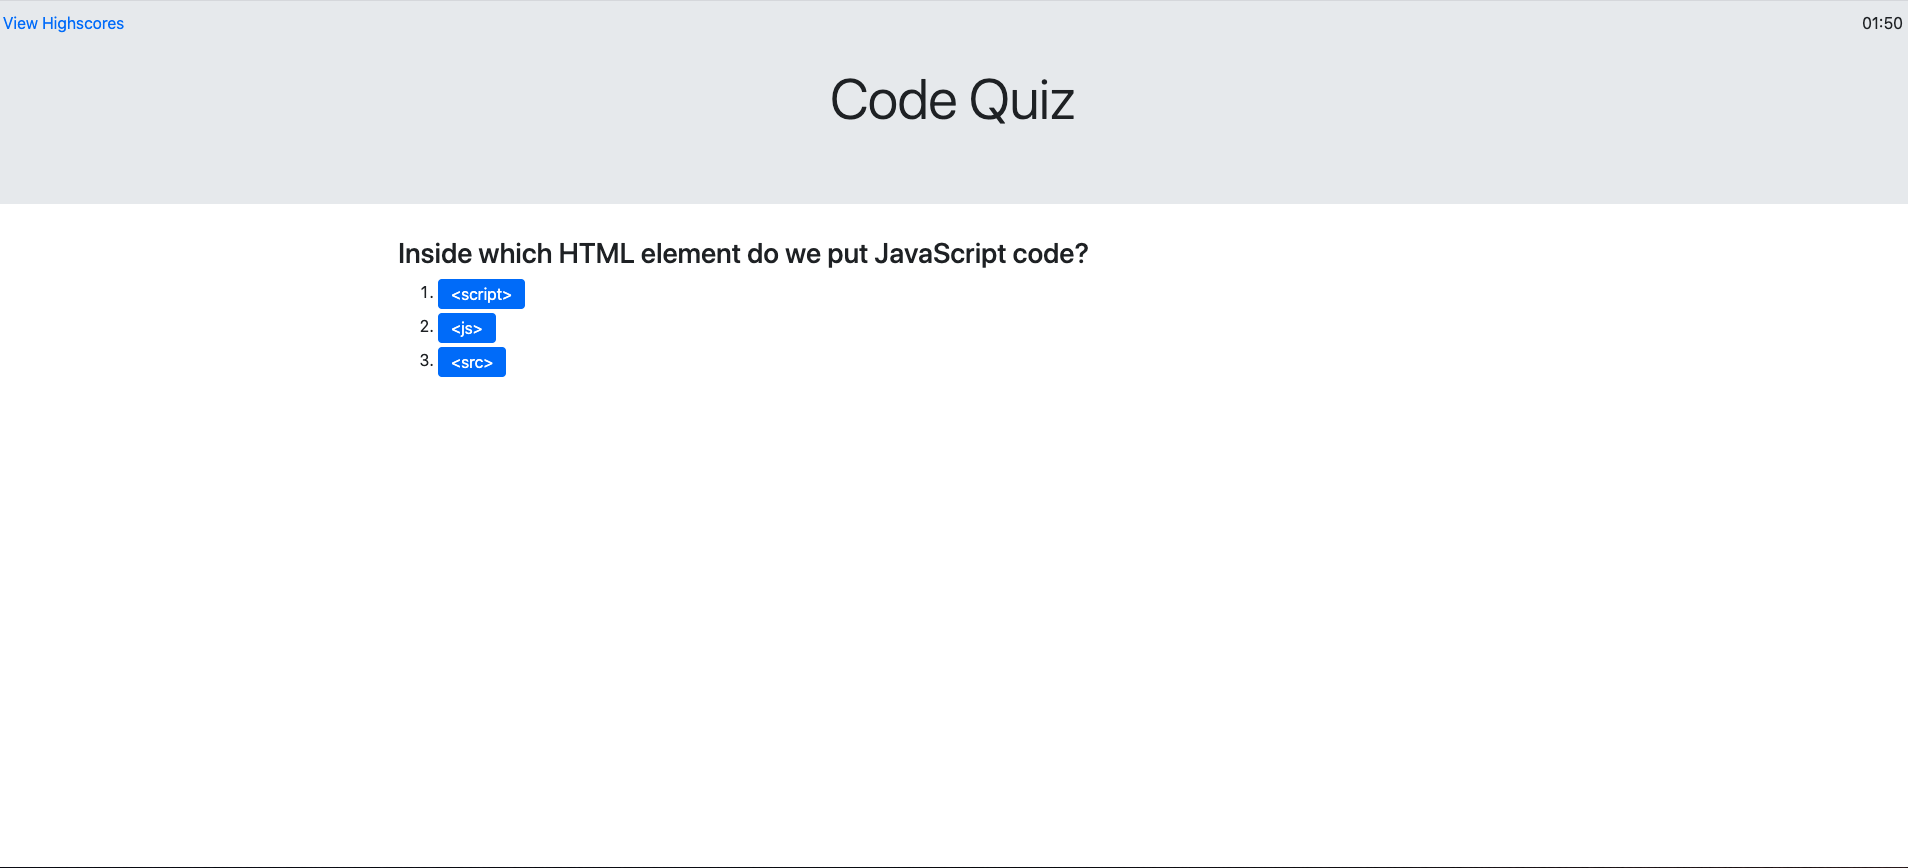 View Highscores
01:50
Code Quiz
Inside which HTML element do we put JavaScript code?
1. <script>
2. <js>
3. <src>